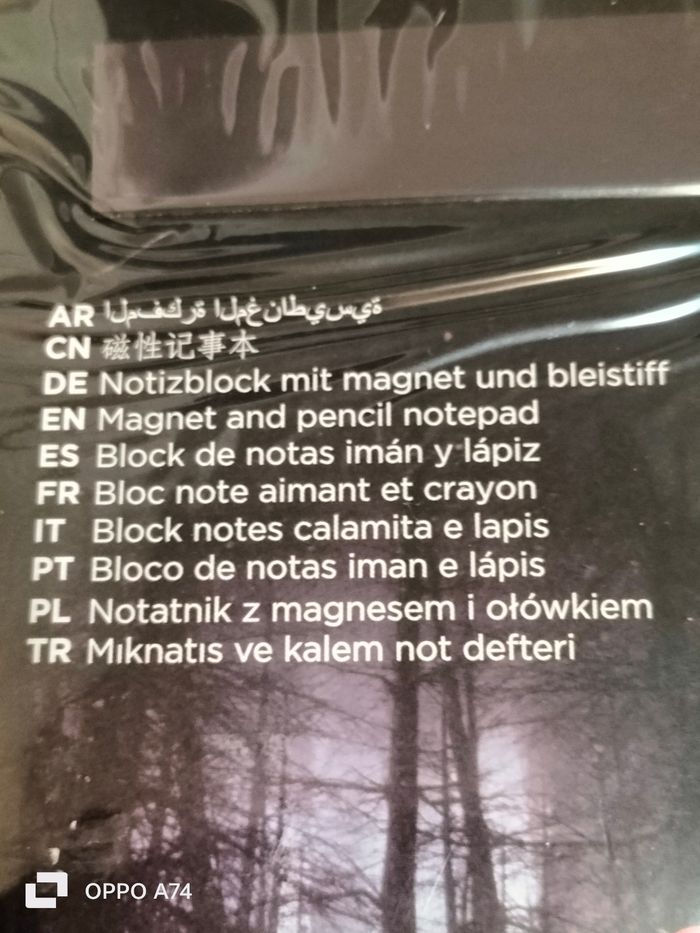 AR المفكرة المغناطيسية
CN 磁性记事本
DE Notizblock mit magnet und bleistiff
EN Magnet and pencil notepad
ES Block de notas imán y lápiz
FR Bloc note aimant et crayon
IT Block notes calamita e lapis
PT Bloco de notas iman e lápis
PL Notatnik z magnesem i ołówkiem
TR Mıknatıs ve kalem not defteri
OPPO A74